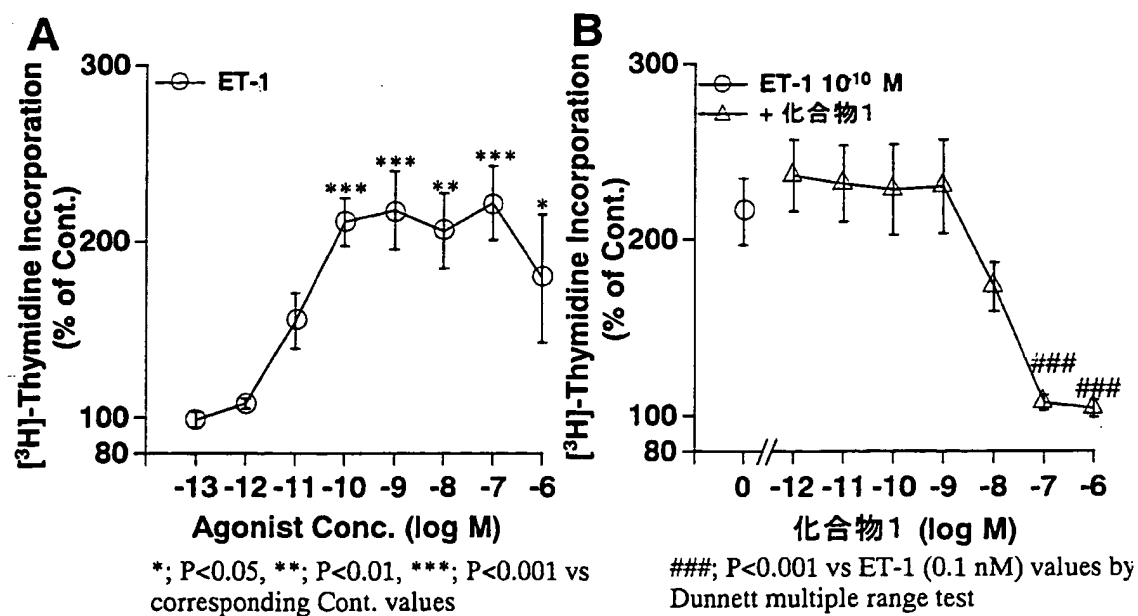 A
300
ET-1
[³H]-Thymidine Incorporation
(% of Cont.)
200
100
80
***
***
**
***
*
-13 -12 -11 -10 -9 -8 -7 -6
Agonist Conc. (log M)
*; P<0.05, **; P<0.01, ***; P<0.001 vs
corresponding Cont. values
B
300
ET-1 10⁻¹⁰ M
+ 化合物1
[³H]-Thymidine Incorporation
(% of Cont.)
200
100
80
###
###
0 -12 -11 -10 -9 -8 -7 -6
化合物1 (log M)
###; P<0.001 vs ET-1 (0.1 nM) values by
Dunnett multiple range test